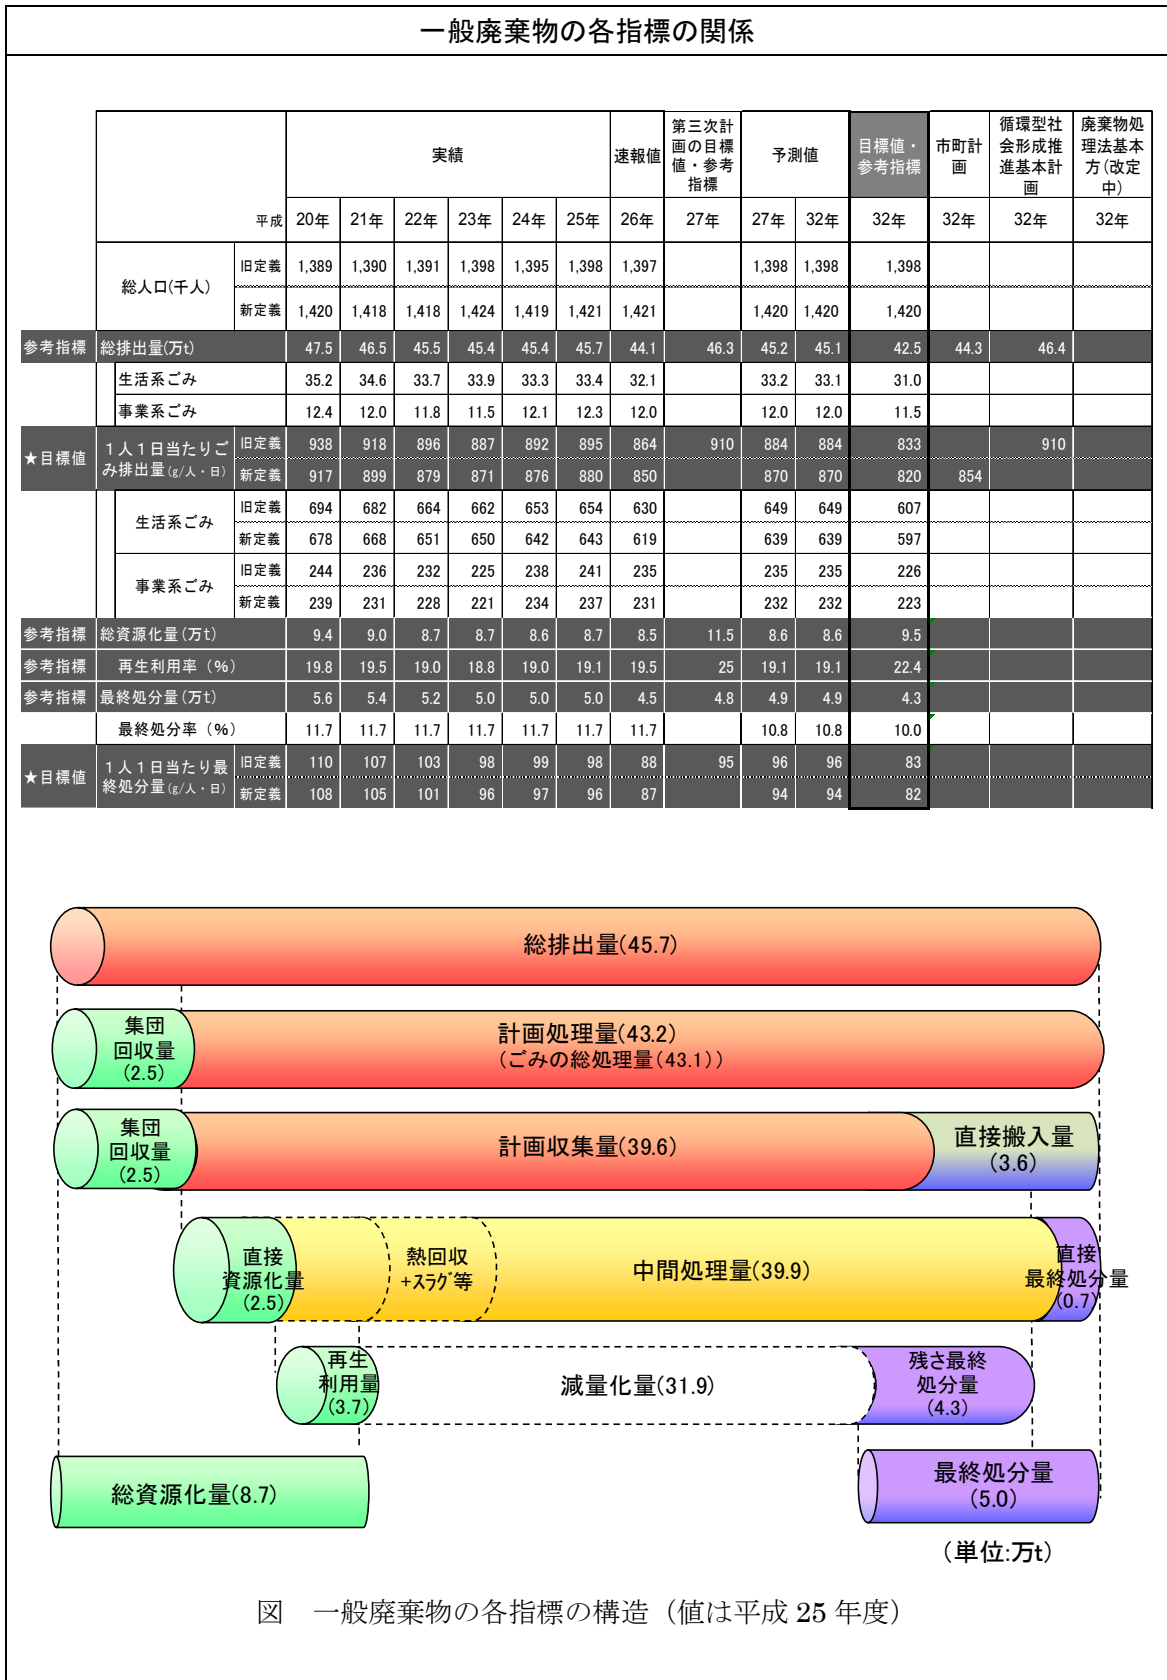 一般廃棄物の各指標の関係
実績 速報値 第三次計画の目標値・参考指標 予測値 目標値・参考指標 市町計画 循環型社会形成推進基本計画 廃棄物処理法基本方(改定中)
平成 20年 21年 22年 23年 24年 25年 26年 27年 27年 32年 32年 32年 32年 32年
総人口(千人) 旧定義 1,389 1,390 1,391 1,398 1,395 1,398 1,397 1,398 1,398 1,398
新定義 1,420 1,418 1,418 1,424 1,419 1,421 1,421 1,420 1,420 1,420
参考指標 総排出量(万t) 47.5 46.5 45.5 45.4 45.4 45.7 44.1 46.3 45.2 45.1 42.5 44.3 46.4
生活系ごみ 35.2 34.6 33.7 33.9 33.3 33.4 32.1 33.2 33.1 31.0
事業系ごみ 12.4 12.0 11.8 11.5 12.1 12.3 12.0 12.0 12.0 11.5
★目標値 1人1日当たりごみ排出量(g/人・日) 旧定義 938 918 896 887 892 895 864 910 884 884 833 910
新定義 917 899 879 871 876 880 850 870 870 820 854
生活系ごみ 旧定義 694 682 664 662 653 654 630 649 649 607
新定義 678 668 651 650 642 643 619 639 639 597
事業系ごみ 旧定義 244 236 232 225 238 241 235 235 235 226
新定義 239 231 228 221 234 237 231 232 232 223
参考指標 総資源化量(万t) 9.4 9.0 8.7 8.7 8.6 8.7 8.5 11.5 8.6 8.6 9.5
参考指標 再生利用率(%) 19.8 19.5 19.0 18.8 19.0 19.1 19.5 25 19.1 19.1 22.4
参考指標 最終処分量(万t) 5.6 5.4 5.2 5.0 5.0 5.0 4.5 4.8 4.9 4.9 4.3
最終処分率(%) 11.7 11.7 11.7 11.7 11.7 11.7 11.7 10.8 10.8 10.0
★目標値 1人1日当たり最終処分量(g/人・日) 旧定義 110 107 103 98 99 98 88 95 96 96 83
新定義 108 105 101 96 97 96 87 94 94 82
総排出量(45.7)
集団
回収量
(2.5)
計画処理量(43.2)
(ごみの総処理量(43.1))
集団
回収量
(2.5)
計画収集量(39.6)
直接搬入量
(3.6)
直接
資源化量
(2.5)
熱回収
+ｽﾗｸﾞ等
中間処理量(39.9)
直接
最終処分量
(0.7)
再生
利用量
(3.7)
減量化量(31.9)
残さ最終
処分量
(4.3)
総資源化量(8.7)
最終処分量
(5.0)
(単位:万t)
図 一般廃棄物の各指標の構造(値は平成 25 年度)